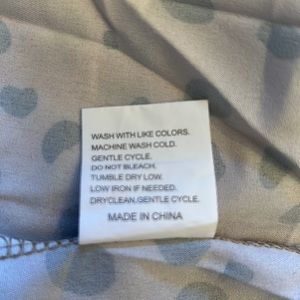 WASH WITH LIKE COLORS.
MACHINE WASH COLD.
GENTLE CYCLE.
DO NOT BLEACH.
TUMBLE DRY LOW.
LOW IRON IF NEEDED.
DRYCLEAN,GENTLE CYCLE.
MADE IN CHINA